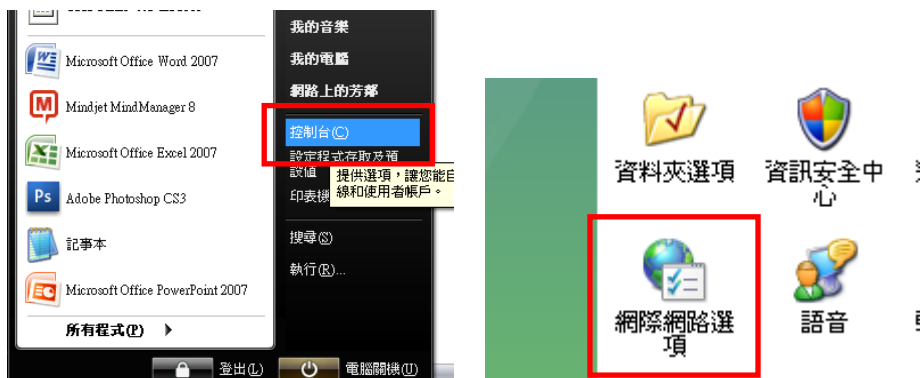 Microsoft Office Word 2007
Mindjet MindManager 8
Microsoft Office Excel 2007
Ps
Adobe Photoshop CS3
記事本
Microsoft Office PowerPoint 2007
所有程式(P)
我的音樂
我的電腦
網路上的芳鄰
控制台(C)
設定程式存取及預
設值
提供選項，讓您能自
線和使用者帳戶。
印表機
搜尋(S)
執行(R)...
登出(L)
電腦關機(U)
資料夾選項
資訊安全中
心
網際網路選
項
語音